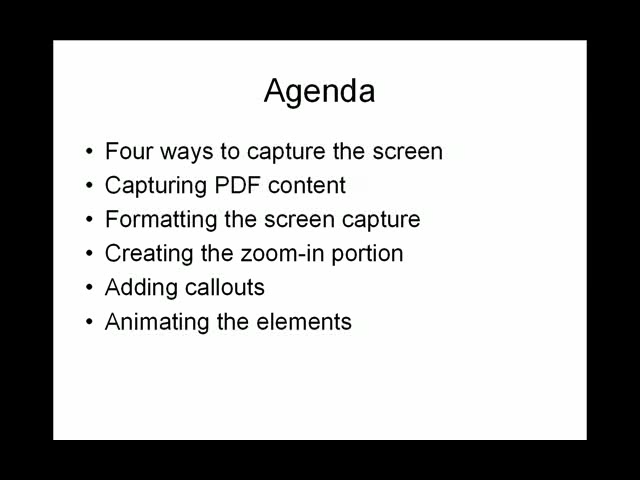 Agenda
• Four ways to capture the screen
• Capturing PDF content
• Formatting the screen capture
• Creating the zoom-in portion
• Adding callouts
• Animating the elements